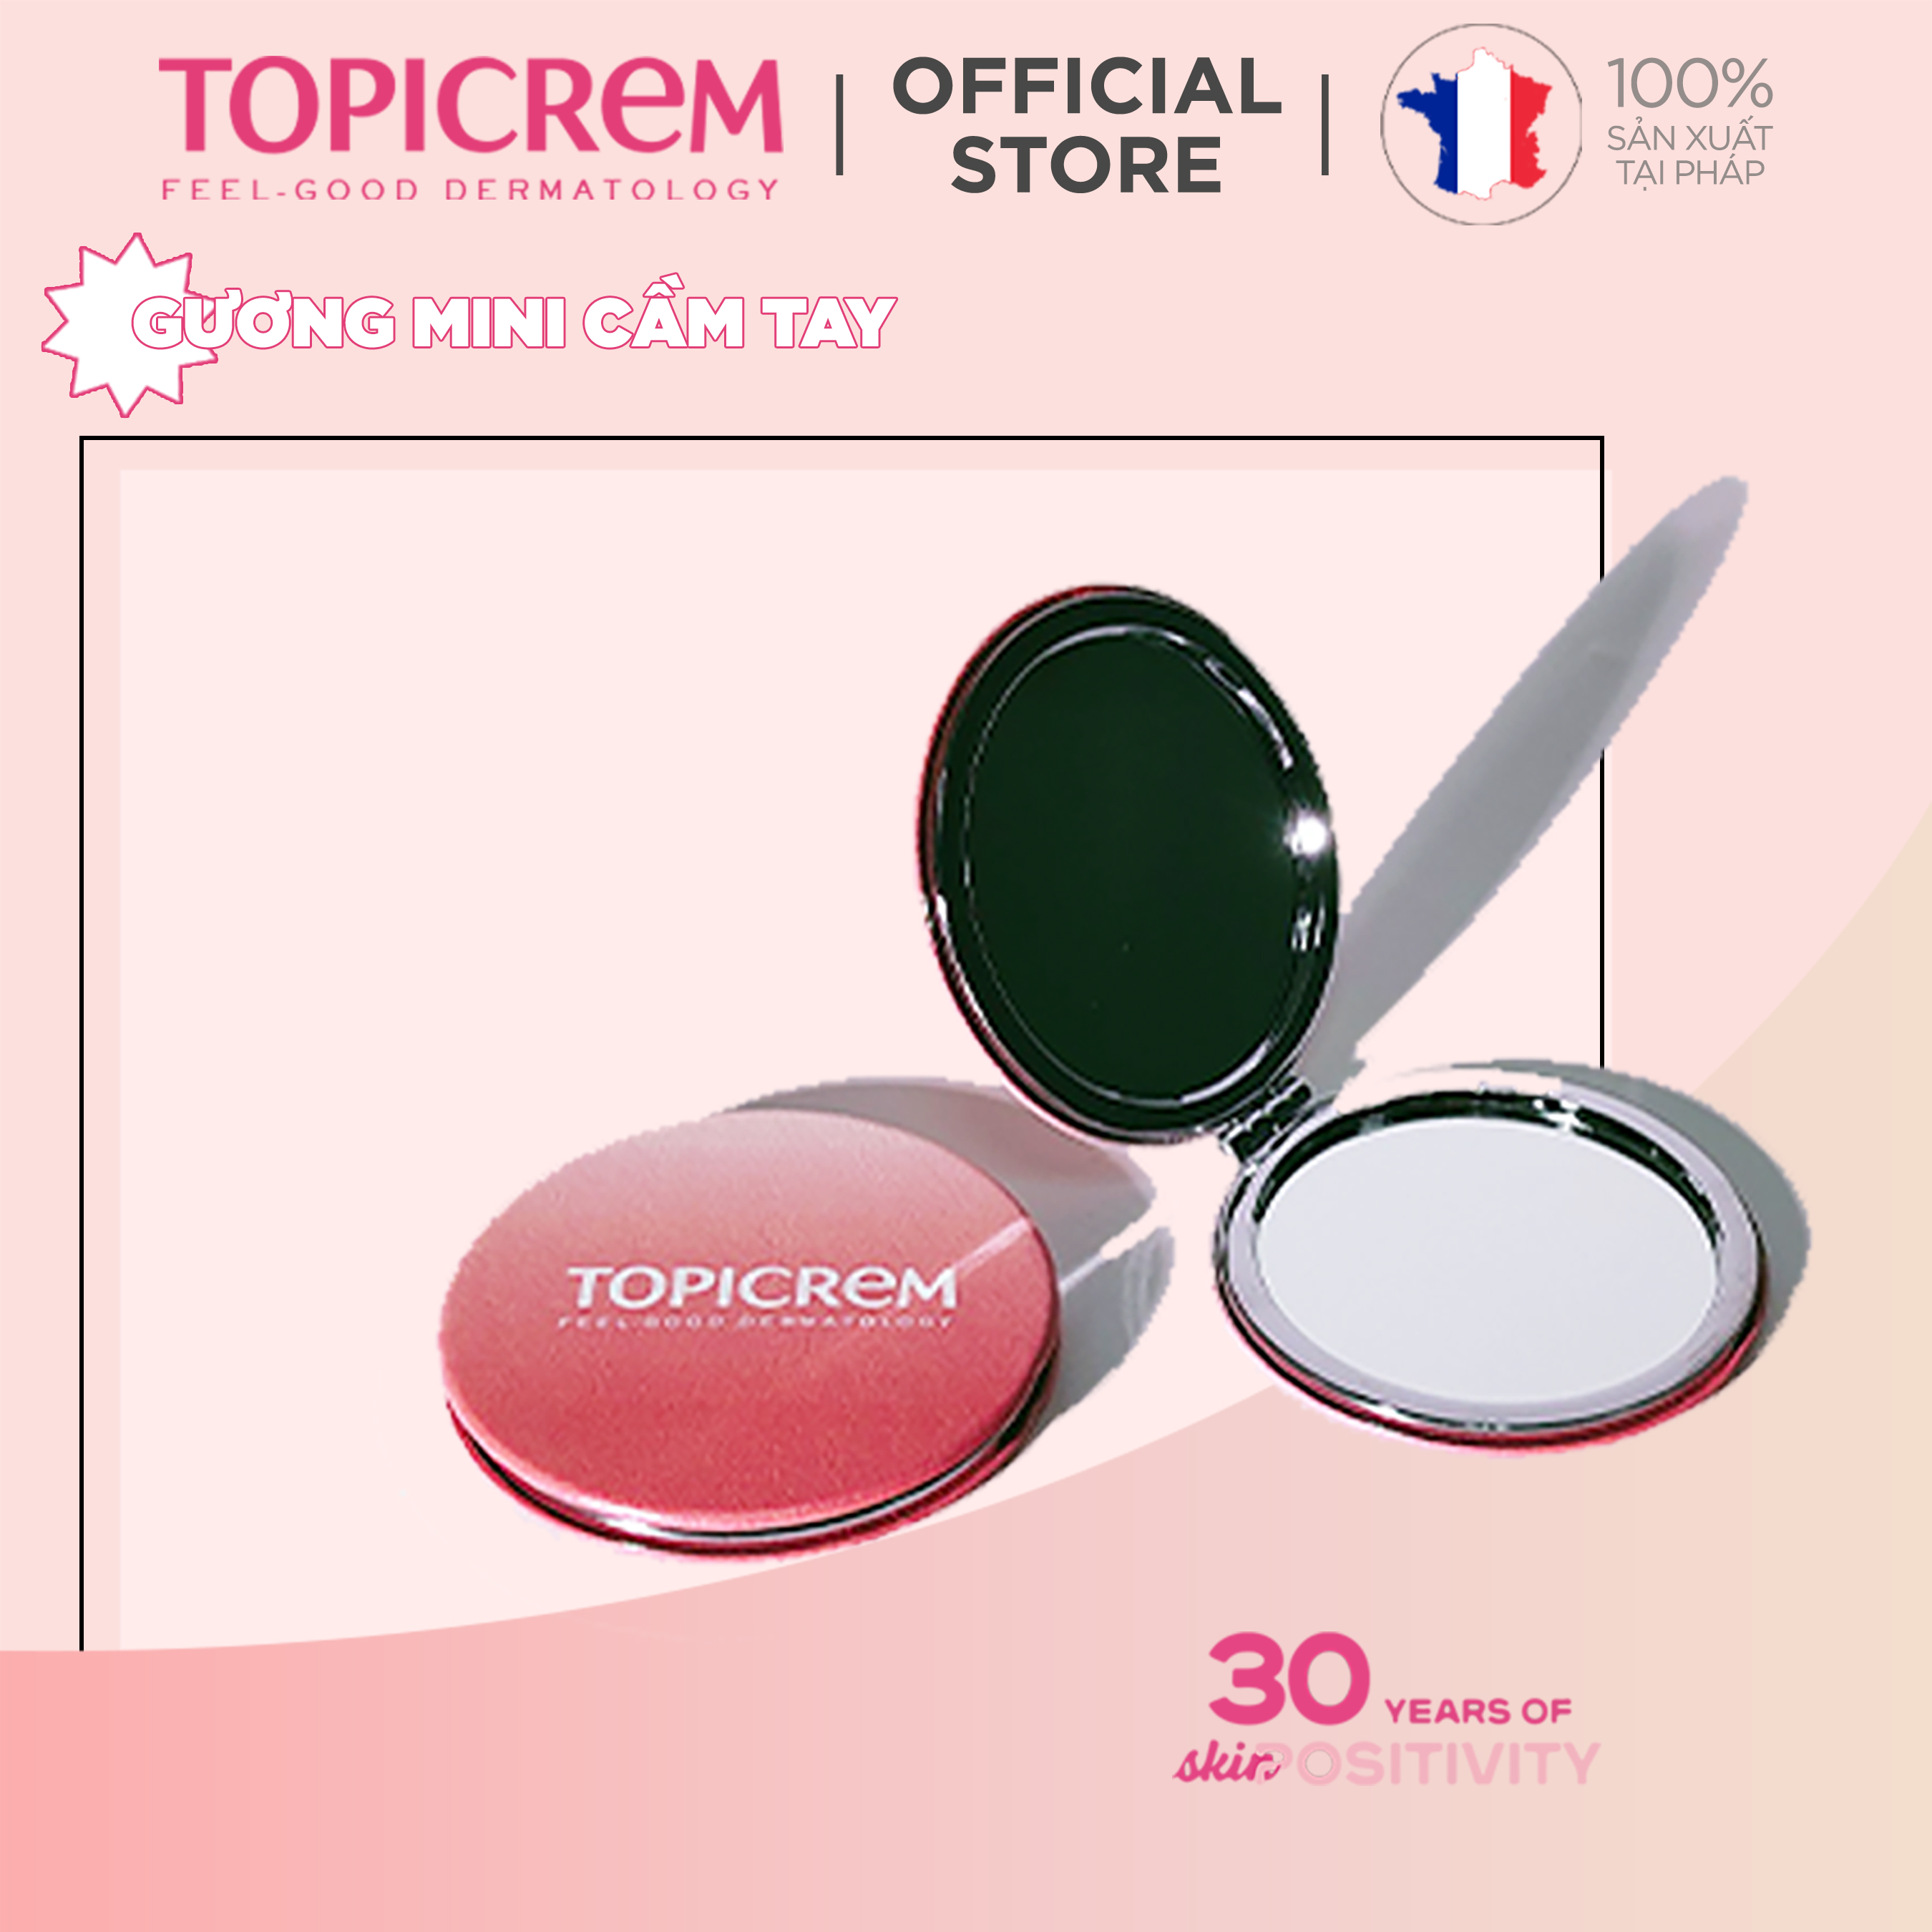 TOPICREM
FEEL-GOOD DERMATOLOGY
OFFICIAL
STORE
100%
SẢN XUẤT
TẠI PHÁP
GƯƠNG MINI CẦM TAY
TOPICREM
FEEL-GOOD DERMATOLOGY
30 YEARS OF
skin POSITIVITY